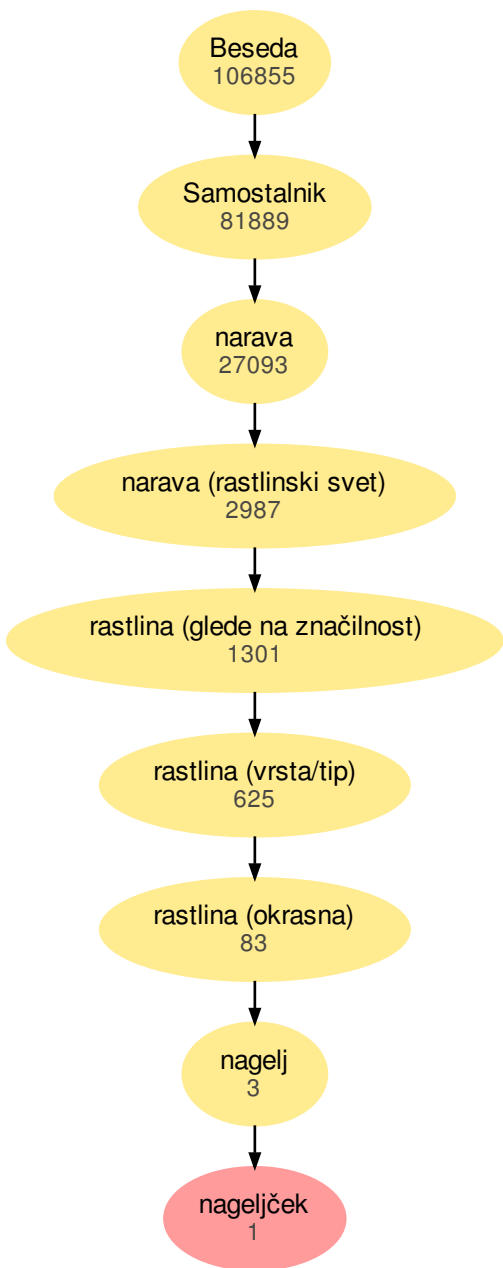 Beseda
106855
Samostalnik
81889
narava
27093
narava (rastlinski svet)
2987
rastlina (glede na značilnost)
1301
rastlina (vrsta/tip)
625
rastlina (okrasna)
83
nagelj
3
nageljček
1